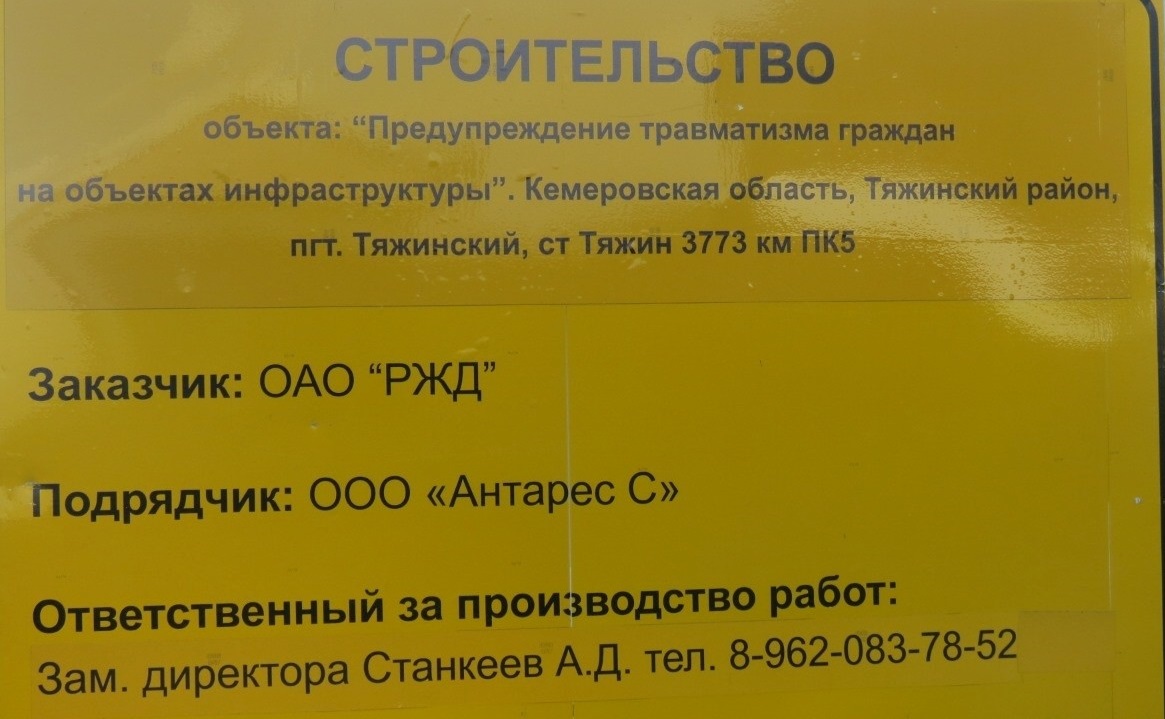 СТРОИТЕЛЬСТВО
объекта: “Предупреждение травматизма граждан
на объектах инфраструктуры”. Кемеровская область, Тяжинский район,
пгт. Тяжинский, ст Тяжин 3773 км ПК5
Заказчик: ОАО “РЖД”
Подрядчик: ООО «Антарес С»
Ответственный за производство работ:
Зам. директора Станкеев А.Д. тел. 8-962-083-78-52